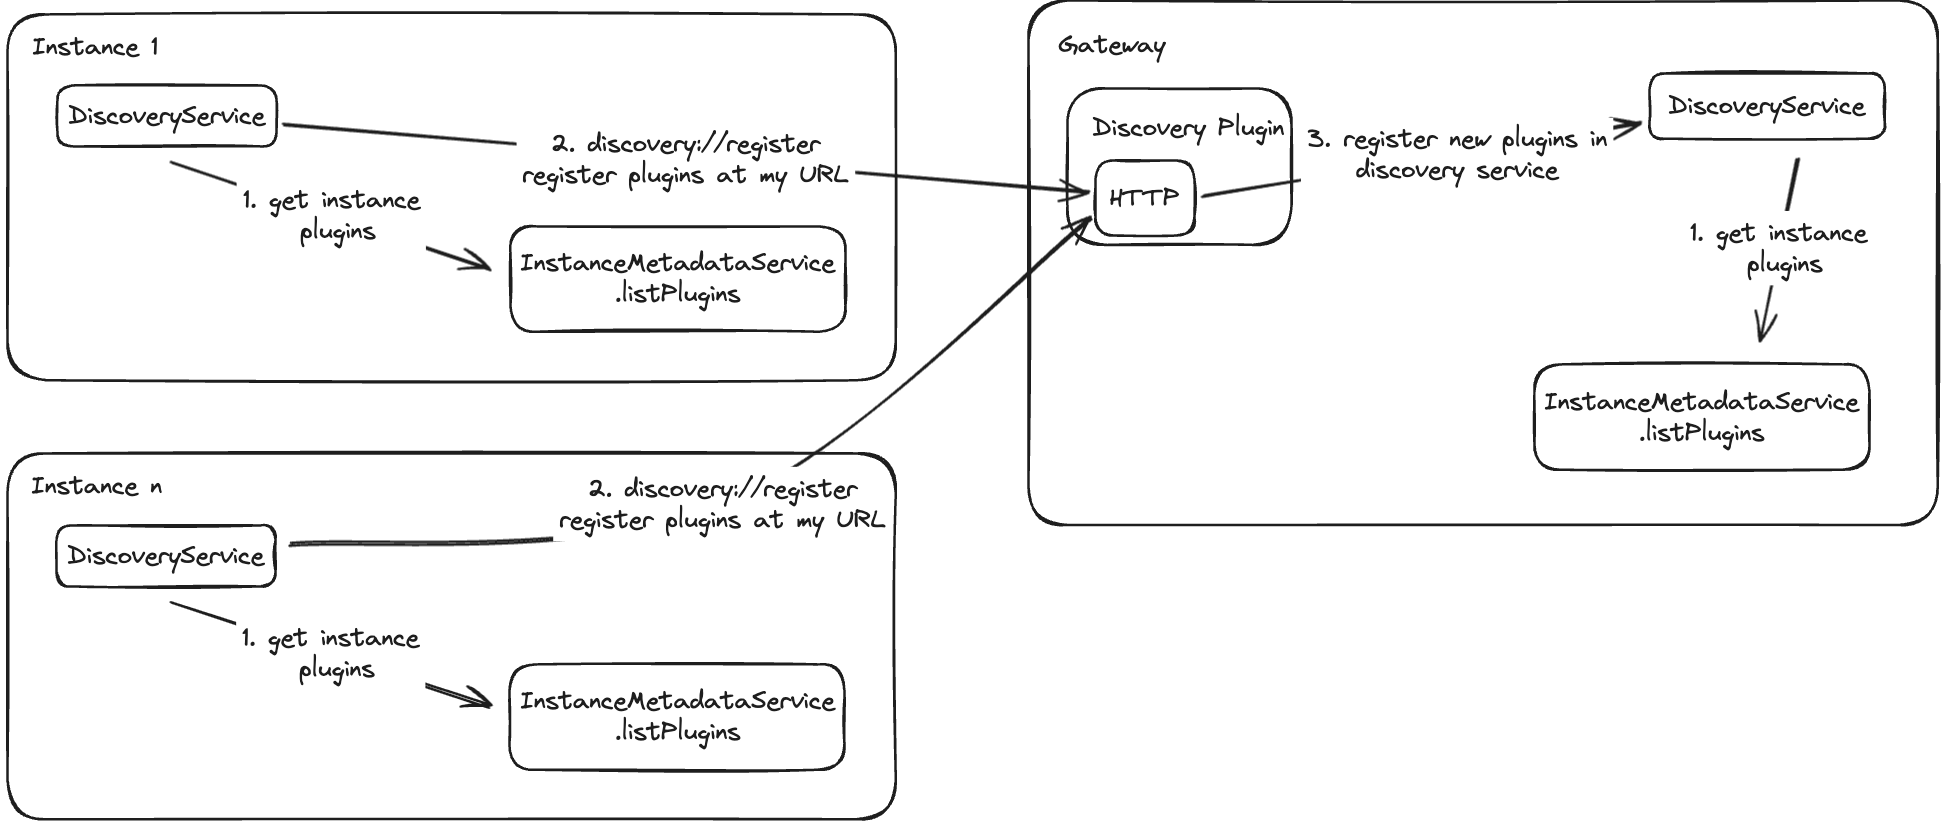 Instance 1
DiscoveryService
2. discovery://register
register plugins at my URL
1. get instance
plugins
InstanceMetadataService
.listPlugins
Gateway
Discovery Plugin
HTTP
3. register new plugins in
discovery service
DiscoveryService
1. get instance
plugins
InstanceMetadataService
.listPlugins
Instance n
DiscoveryService
2. discovery://register
register plugins at my URL
1. get instance
plugins
InstanceMetadataService
.listPlugins